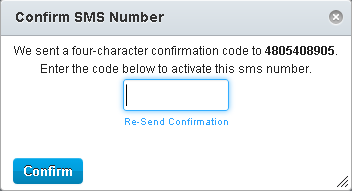 Confirm SMS Number
We sent a four-character confirmation code to 4805408905.
Enter the code below to activate this sms number.
Re-Send Confirmation
Confirm